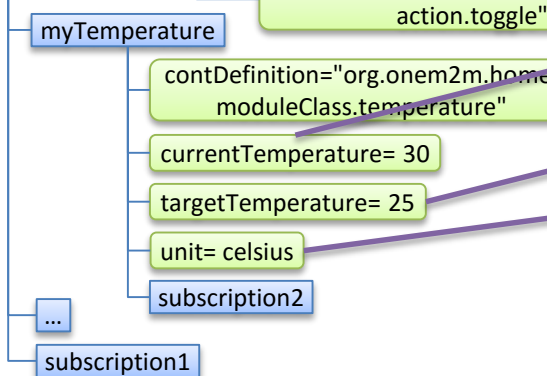 action.toggle"
myTemperature
contDefinition="org.onem2m.home
moduleClass.temperature"
currentTemperature= 30
targetTemperature= 25
unit= celsius
subscription2
...
subscription1